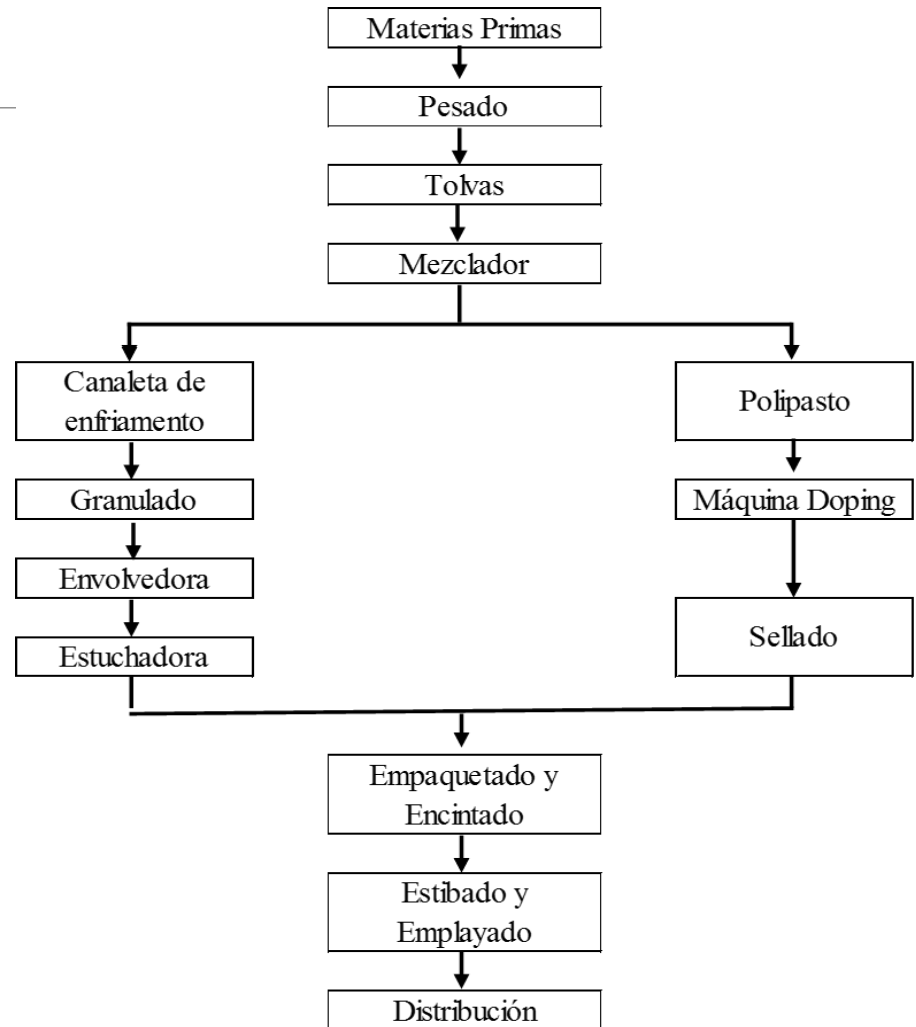 Materias Primas
Pesado
Tolvas
Mezclador
Canaleta de
enfriamento
Granulado
Envolvedora
Estuchadora
Polipasto
Máquina Doping
Sellado
Empaquetado y
Encintado
Estibado y
Emplayado
Distribución